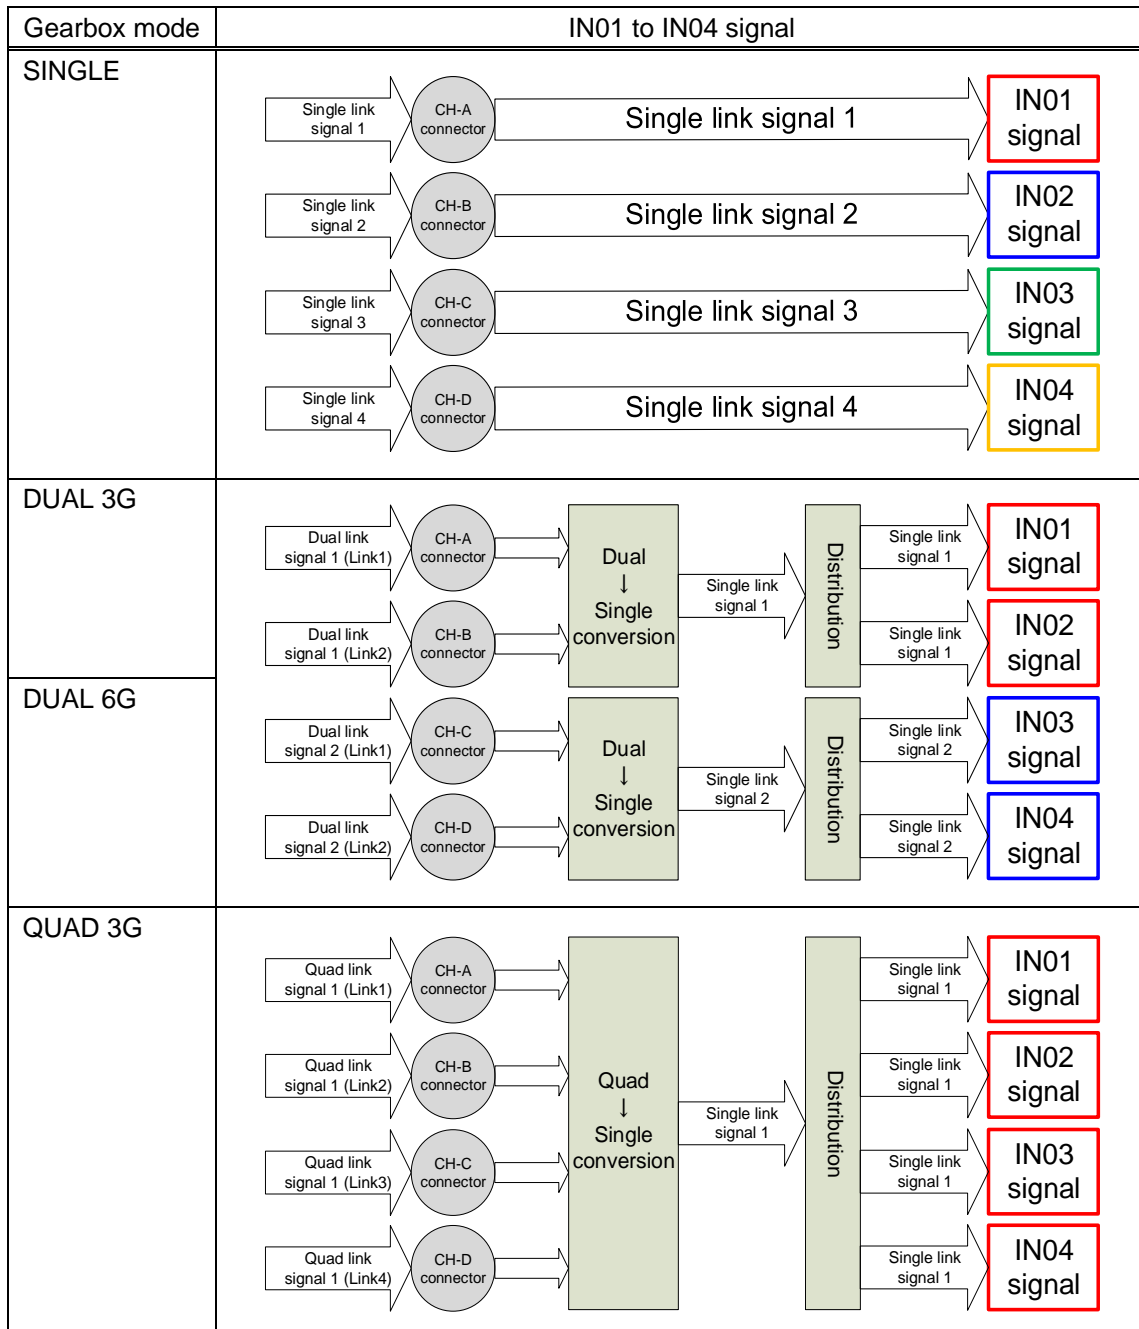 Gearbox mode
IN01 to IN04 signal
SINGLE
Single link
signal 1
CH-A
connector
Single link signal 1
IN01
signal
Single link
signal 2
CH-B
connector
Single link signal 2
IN02
signal
Single link
signal 3
CH-C
connector
Single link signal 3
IN03
signal
Single link
signal 4
CH-D
connector
Single link signal 4
IN04
signal
DUAL 3G
Dual link
signal 1 (Link1)
CH-A
connector
Dual link
signal 1 (Link2)
CH-B
connector
Dual
↓
Single
conversion
Single link
signal 1
Distribution
Single link
signal 1
IN01
signal
Single link
signal 1
IN02
signal
DUAL 6G
Dual link
signal 2 (Link1)
CH-C
connector
Dual link
signal 2 (Link2)
CH-D
connector
Dual
↓
Single
conversion
Single link
signal 2
Distribution
Single link
signal 2
IN03
signal
Single link
signal 2
IN04
signal
QUAD 3G
Quad link
signal 1 (Link1)
CH-A
connector
Quad link
signal 1 (Link2)
CH-B
connector
Quad link
signal 1 (Link3)
CH-C
connector
Quad link
signal 1 (Link4)
CH-D
connector
Quad
↓
Single
conversion
Single link
signal 1
Distribution
Single link
signal 1
IN01
signal
Single link
signal 1
IN02
signal
Single link
signal 1
IN03
signal
Single link
signal 1
IN04
signal